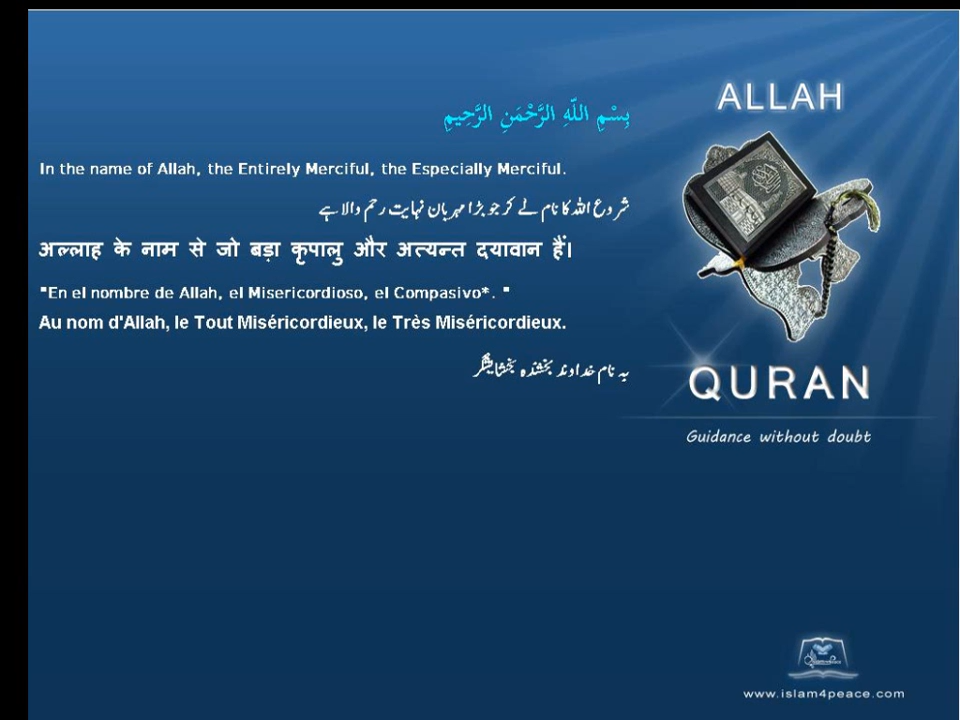 بِسْمِ اللّهِ الرَّحْمَنِ الرَّحِيمِ
In the name of Allah, the Entirely Merciful, the Especially Merciful.
شروع اللہ کا نام لے کر جو بڑا مہربان نہایت رحم والا ہے
अल्लाह के नाम से जो बड़ा कृपालु और अत्यन्त दयावान हैं।
"En el nombre de Allah, el Misericordioso, el Compasivo*. "
Au nom d'Allah, le Tout Miséricordieux, le Très Miséricordieux.
به نام خداوند بخشنده بخشایشگر
ALLAH
QURAN
Guidance without doubt
www.islam4peace.com